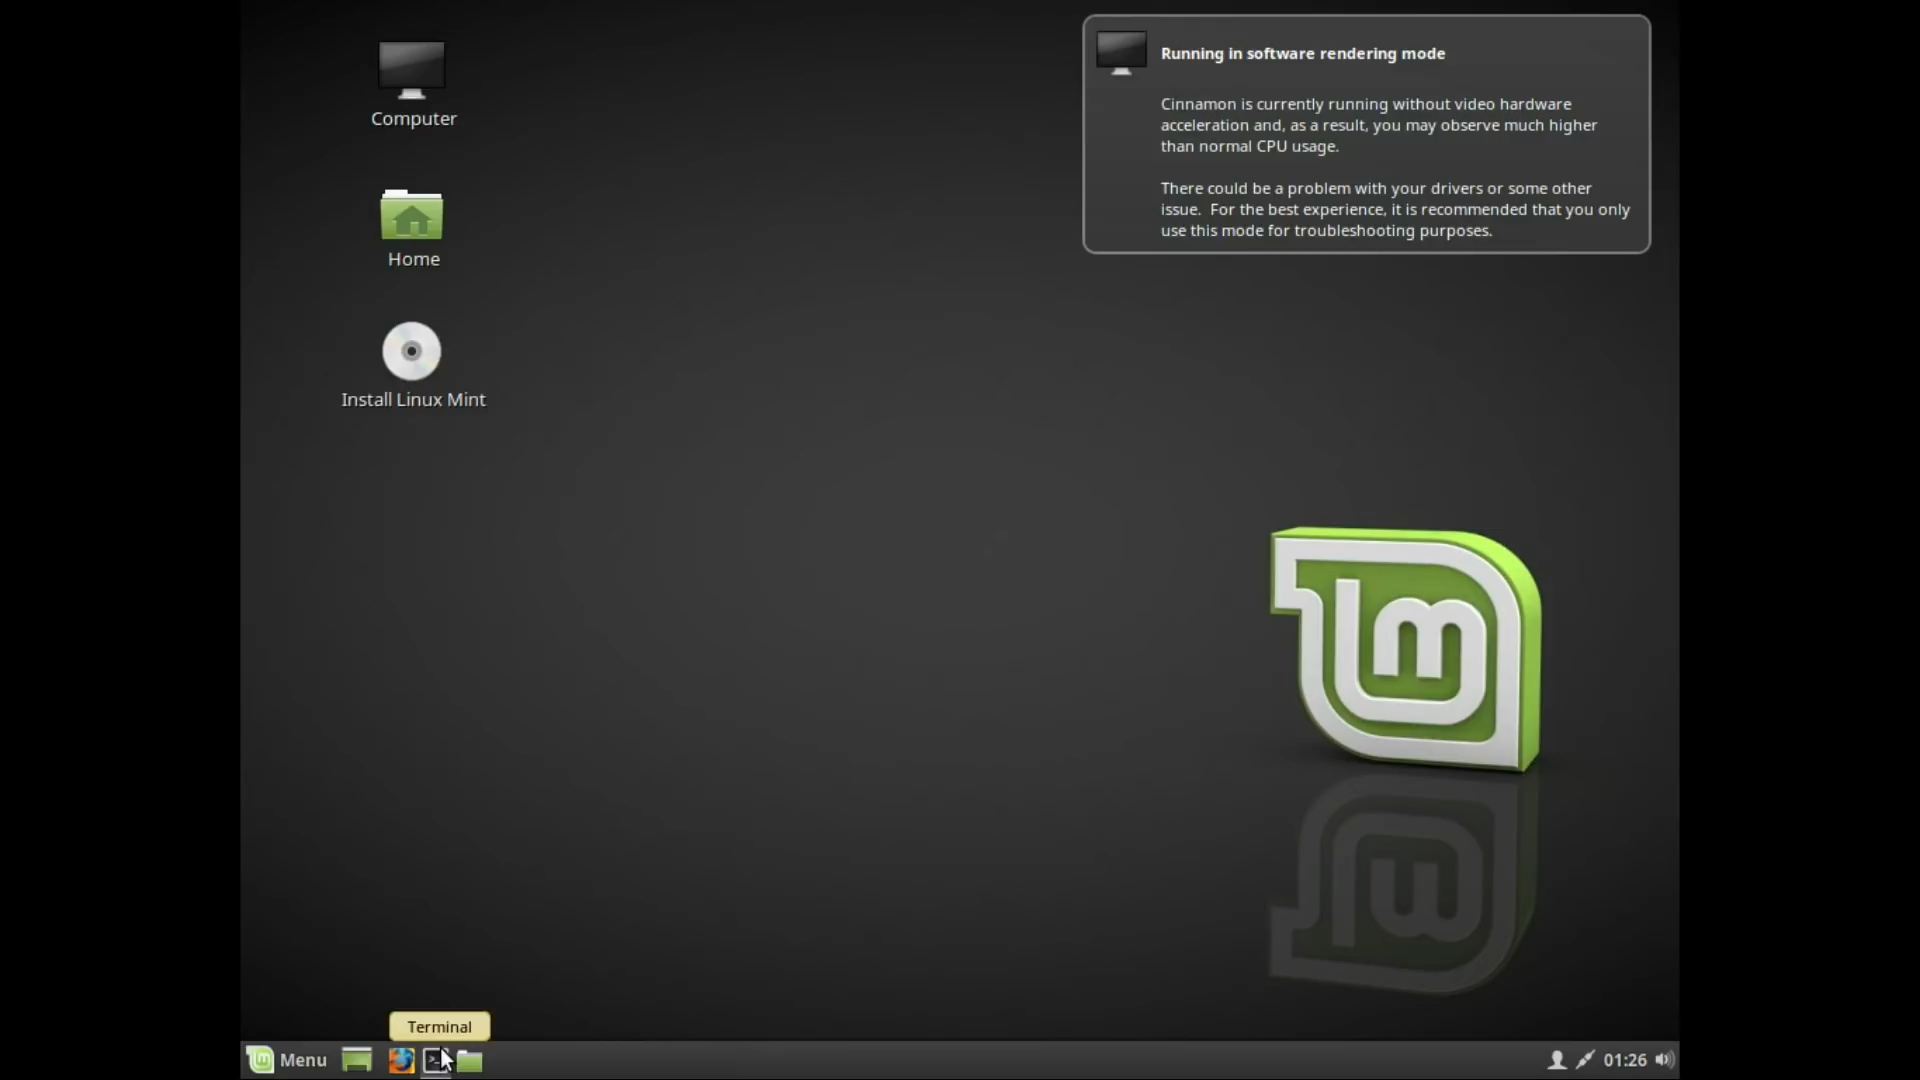 Computer
Home
Install Linux Mint
Running in software rendering mode
Cinnamon is currently running without video hardware
acceleration and, as a result, you may observe much higher
than normal CPU usage.
There could be a problem with your drivers or some other
issue.  For the best experience, it is recommended that you only
use this mode for troubleshooting purposes.
lm
Terminal
Menu
01:26